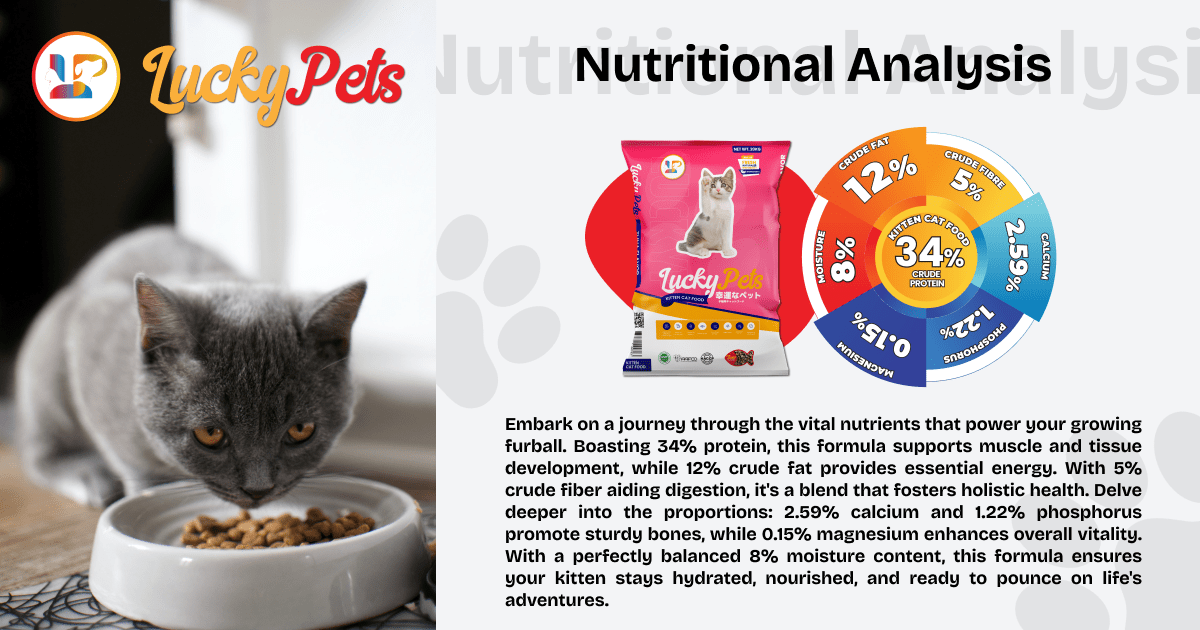 LuckyPets
Nutritional Analysis
Nutritional Analysi
NET WT. 20KG
Lucky Pets
LuckyPets
幸運なペット
KITTEN CAT FOOD
KITTEN
CAT FOOD
CRUDE FAT
12%
CRUDE FIBRE
5%
CALCIUM
2.59%
PHOSPHORUS
1.22%
MAGNESIUM
0.15%
MOISTURE
8%
KITTEN CAT FOOD
34%
CRUDE
PROTEIN
Embark on a journey through the vital nutrients that power your growing
furball. Boasting 34% protein, this formula supports muscle and tissue
development, while 12% crude fat provides essential energy. With 5%
crude fiber aiding digestion, it's a blend that fosters holistic health. Delve
deeper into the proportions: 2.59% calcium and 1.22% phosphorus
promote sturdy bones, while 0.15% magnesium enhances overall vitality.
With a perfectly balanced 8% moisture content, this formula ensures
your kitten stays hydrated, nourished, and ready to pounce on life's
adventures.